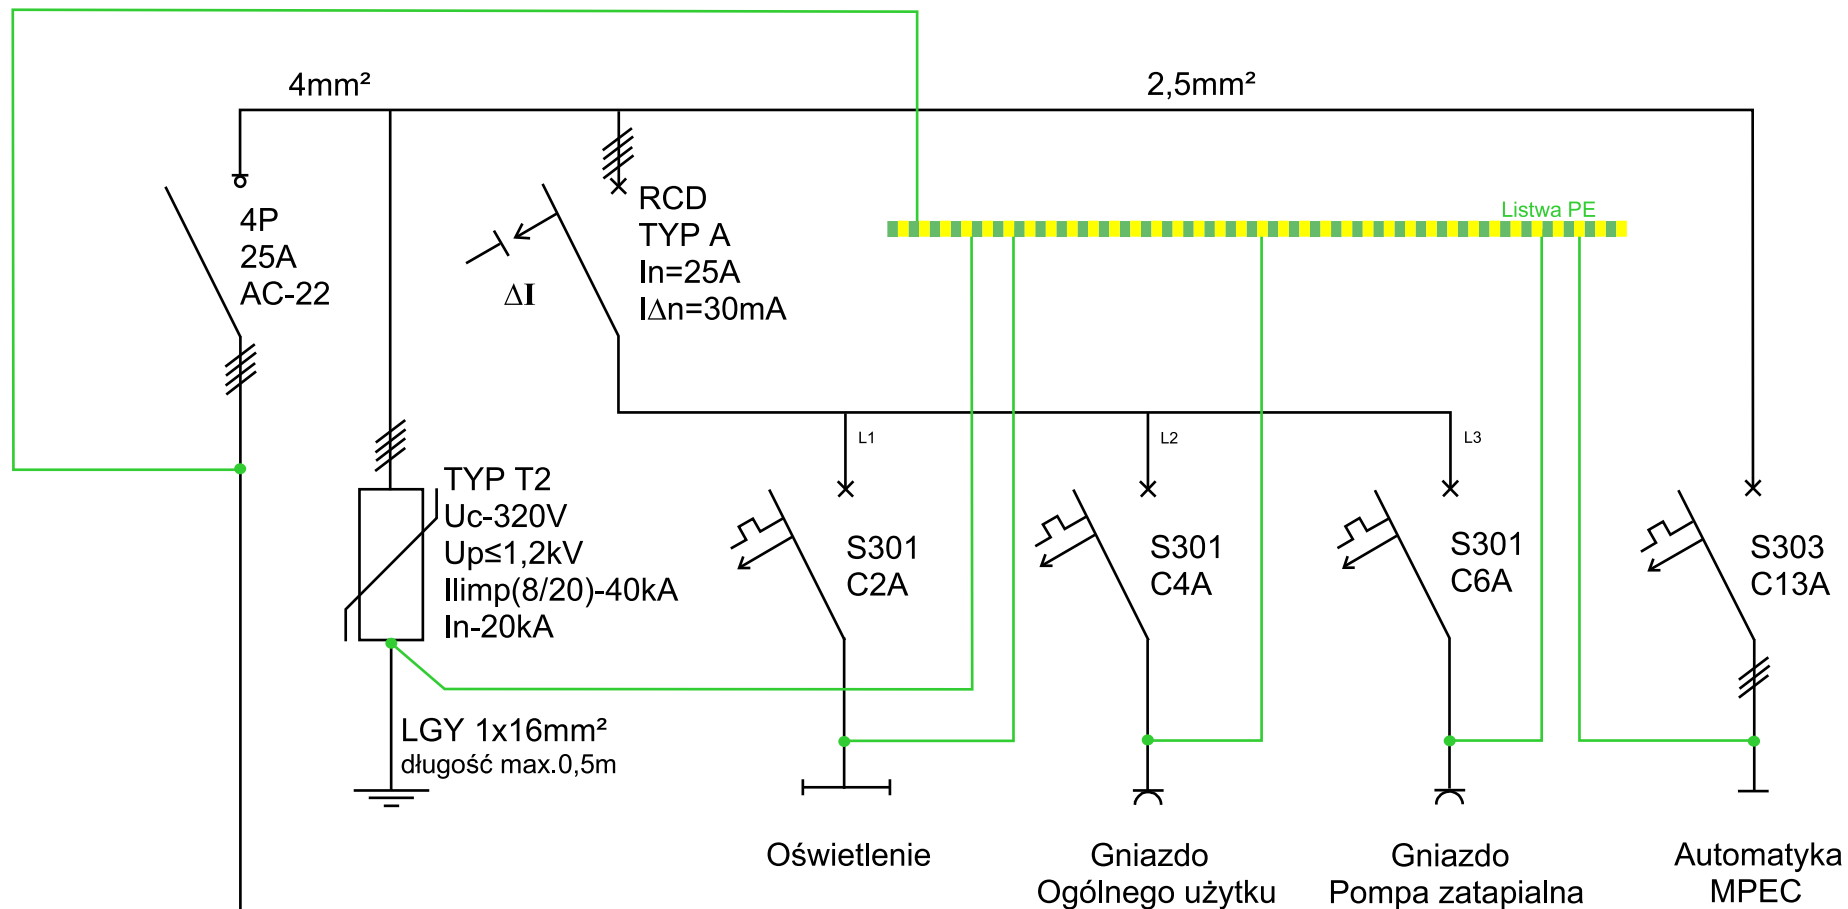 4mm²
2,5mm²
4P
25A
AC-22
RCD
TYP A
In=25A
I∆n=30mA
ΔI
Listwa PE
L1
L2
L3
TYP T2
Uc-320V
Up≤1,2kV
Ilimp(8/20)-40kA
In-20kA
S301
C2A
S301
C4A
S301
C6A
S303
C13A
LGY 1x16mm²
długość max.0,5m
Oświetlenie
Gniazdo
Ogólnego użytku
Gniazdo
Pompa zatapialna
Automatyka
MPEC